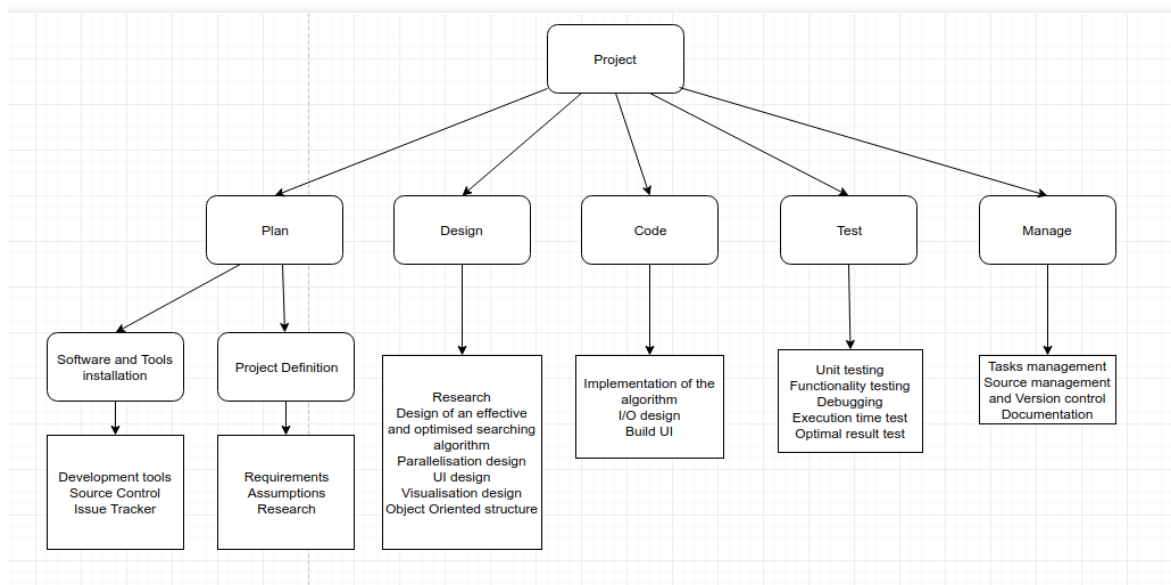 Project
Plan
Design
Code
Test
Manage
Software and Tools
installation
Project Definition
Development tools
Source Control
Issue Tracker
Requirements
Assumptions
Research
Research
Design of an effective
and optimised searching
algorithm
Parallelisation design
UI design
Visualisation design
Object Oriented structure
Implementation of the
algorithm
I/O design
Build UI
Unit testing
Functionality testing
Debugging
Execution time test
Optimal result test
Tasks management
Source management
and Version control
Documentation